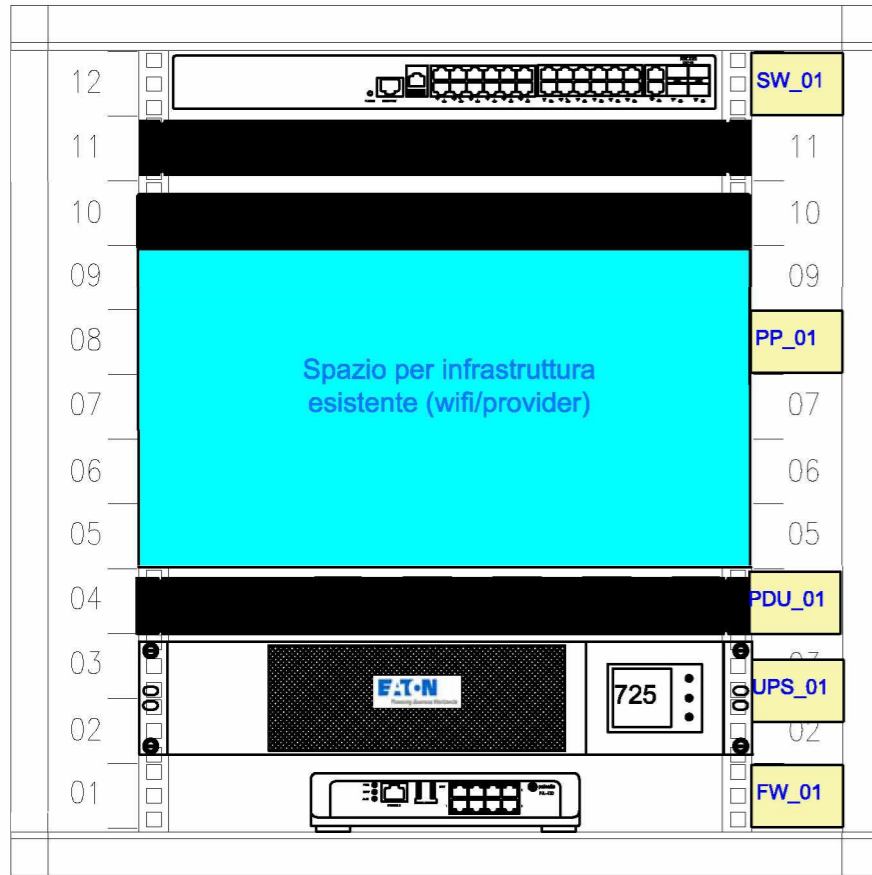 12
SW_01
11
11
10
10
09
09
08
PP_01
Spazio per infrastruttura
esistente (wifi/provider)
07
07
06
06
05
05
04
PDU_01
03
EATON
725
UPS_01
02
02
01
FW_01